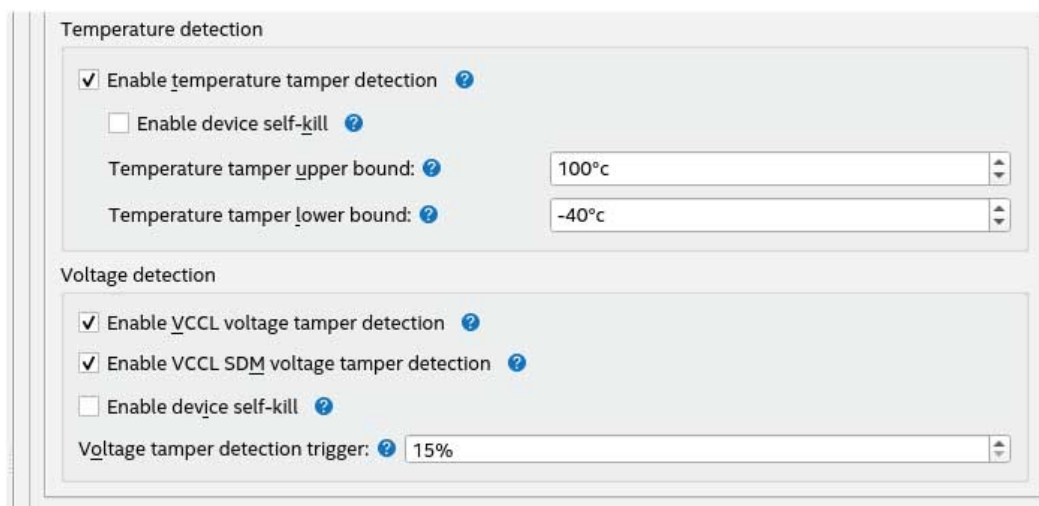 Temperature detection
Enable temperature tamper detection ?
Enable device self-kill ?
Temperature tamper upper bound: ? 100°c
Temperature tamper lower bound: ? -40°c
Voltage detection
Enable VCCL voltage tamper detection ?
Enable VCCL SDM voltage tamper detection ?
Enable device self-kill ?
Voltage tamper detection trigger: ? 15%